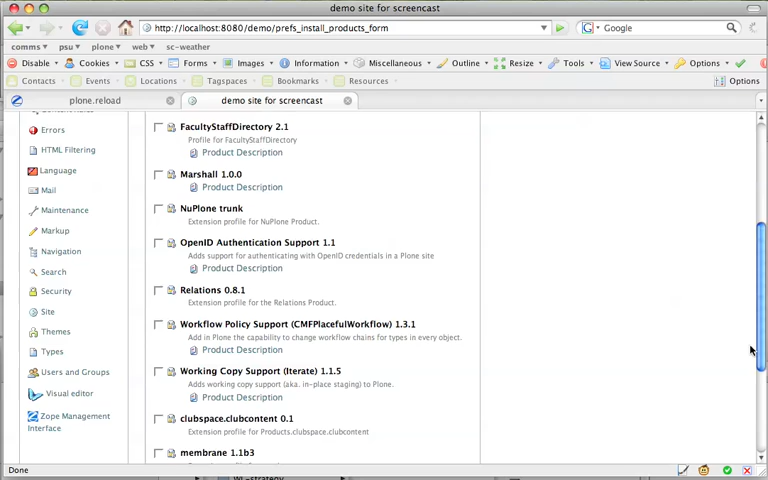 demo site for screencast
http://localhost:8080/demo/prefs_install_products_form
Google
comms psu plone web sc-weather
Disable Cookies CSS Forms Images Information Miscellaneous Outline Resize Tools View Source Options
Contacts Events Locations Tagspaces Bookmarks Resources Options
plone.reload demo site for screencast
Errors
HTML Filtering
Language
Mail
Maintenance
Markup
Navigation
Search
Security
Site
Themes
Types
Users and Groups
Visual editor
Zope Management
Interface
FacultyStaffDirectory 2.1
Profile for FacultyStaffDirectory
Product Description
Marshall 1.0.0
Product Description
NuPlone trunk
Extension profile for NuPlone Product.
OpenID Authentication Support 1.1
Adds support for authenticating with OpenID credentials in a Plone site
Product Description
Relations 0.8.1
Extension profile for the Relations Product.
Workflow Policy Support (CMFPlacefulWorkflow) 1.3.1
Add in Plone the capability to change workflow chains for types in every object.
Product Description
Working Copy Support (Iterate) 1.1.5
Adds working copy support (aka. in-place staging) to Plone.
Product Description
clubspace.clubcontent 0.1
Extension profile for Products.clubspace.clubcontent
membrane 1.1b3
Done